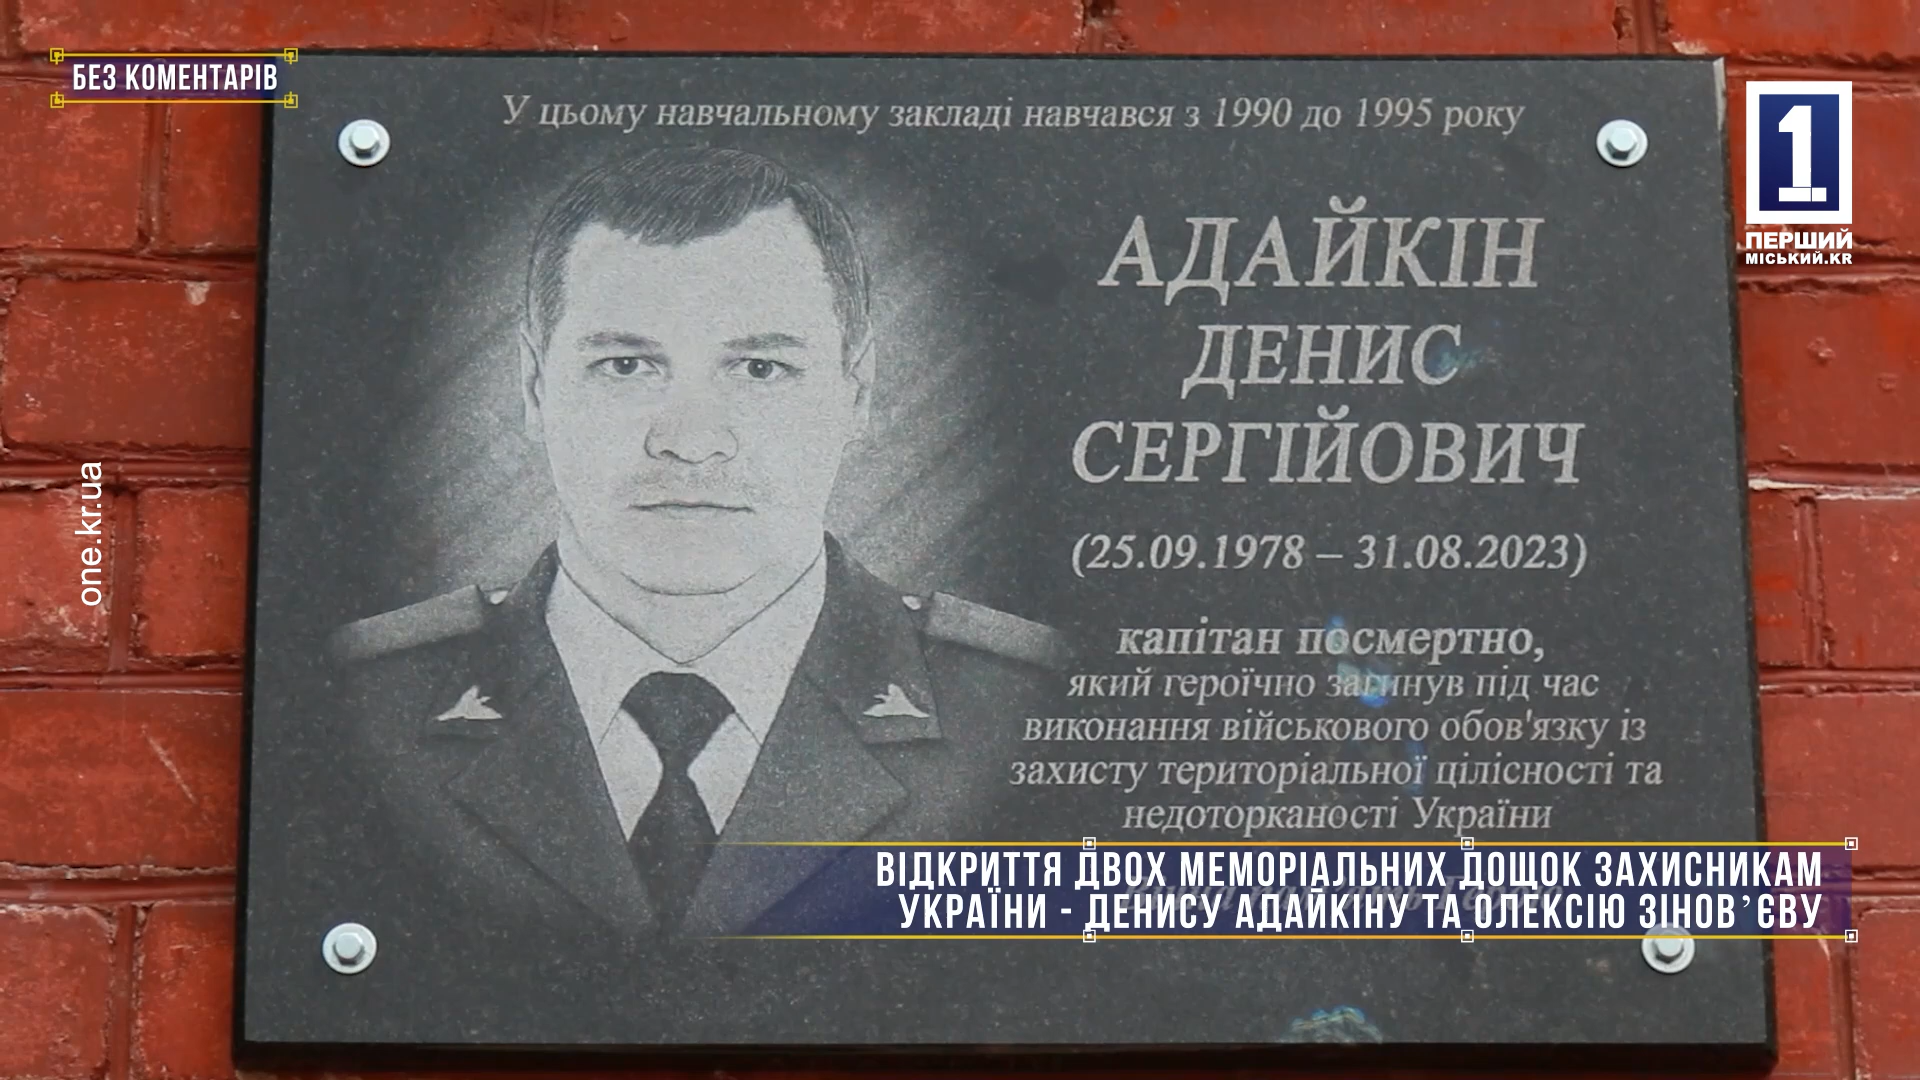 БЕЗ КОМЕНТАРІВ
У цьому навчальному закладі навчався з 1990 до 1995 року
1
ПЕРШИЙ
МІСЬКИЙ.KR
АДАЙКІН
ДЕНИС
СЕРГІЙОВИЧ
(25.09.1978 – 31.08.2023)
капітан посмертно,
який героїчно загинув під час
виконання військового обов'язку із
захисту територіальної цілісності та
недоторканості України
one.kr.ua
ВІДКРИТТЯ ДВОХ МЕМОРІАЛЬНИХ ДОЩОК ЗАХИСНИКАМ
УКРАЇНИ - ДЕНИСУ АДАЙКІНУ ТА ОЛЕКСІЮ ЗІНОВ’ЄВУ